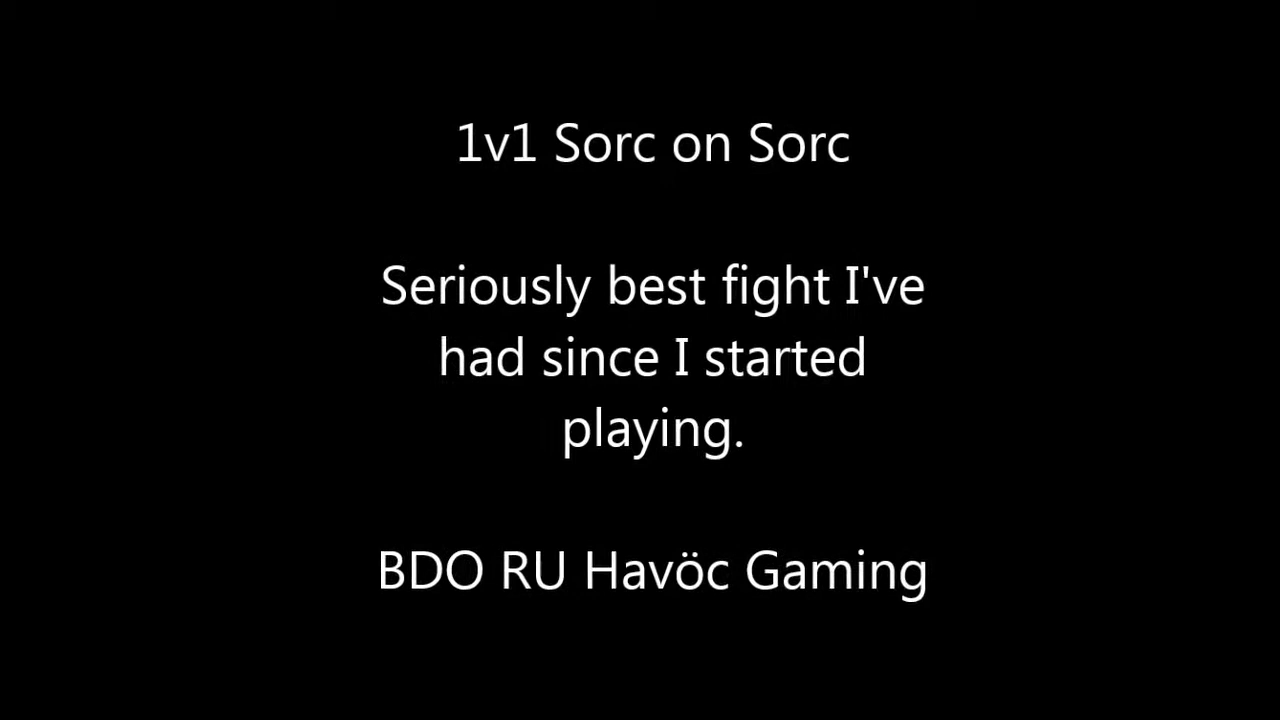 1v1 Sorc on Sorc
Seriously best fight I've
had since I started
playing.
BDO RU Havöc Gaming